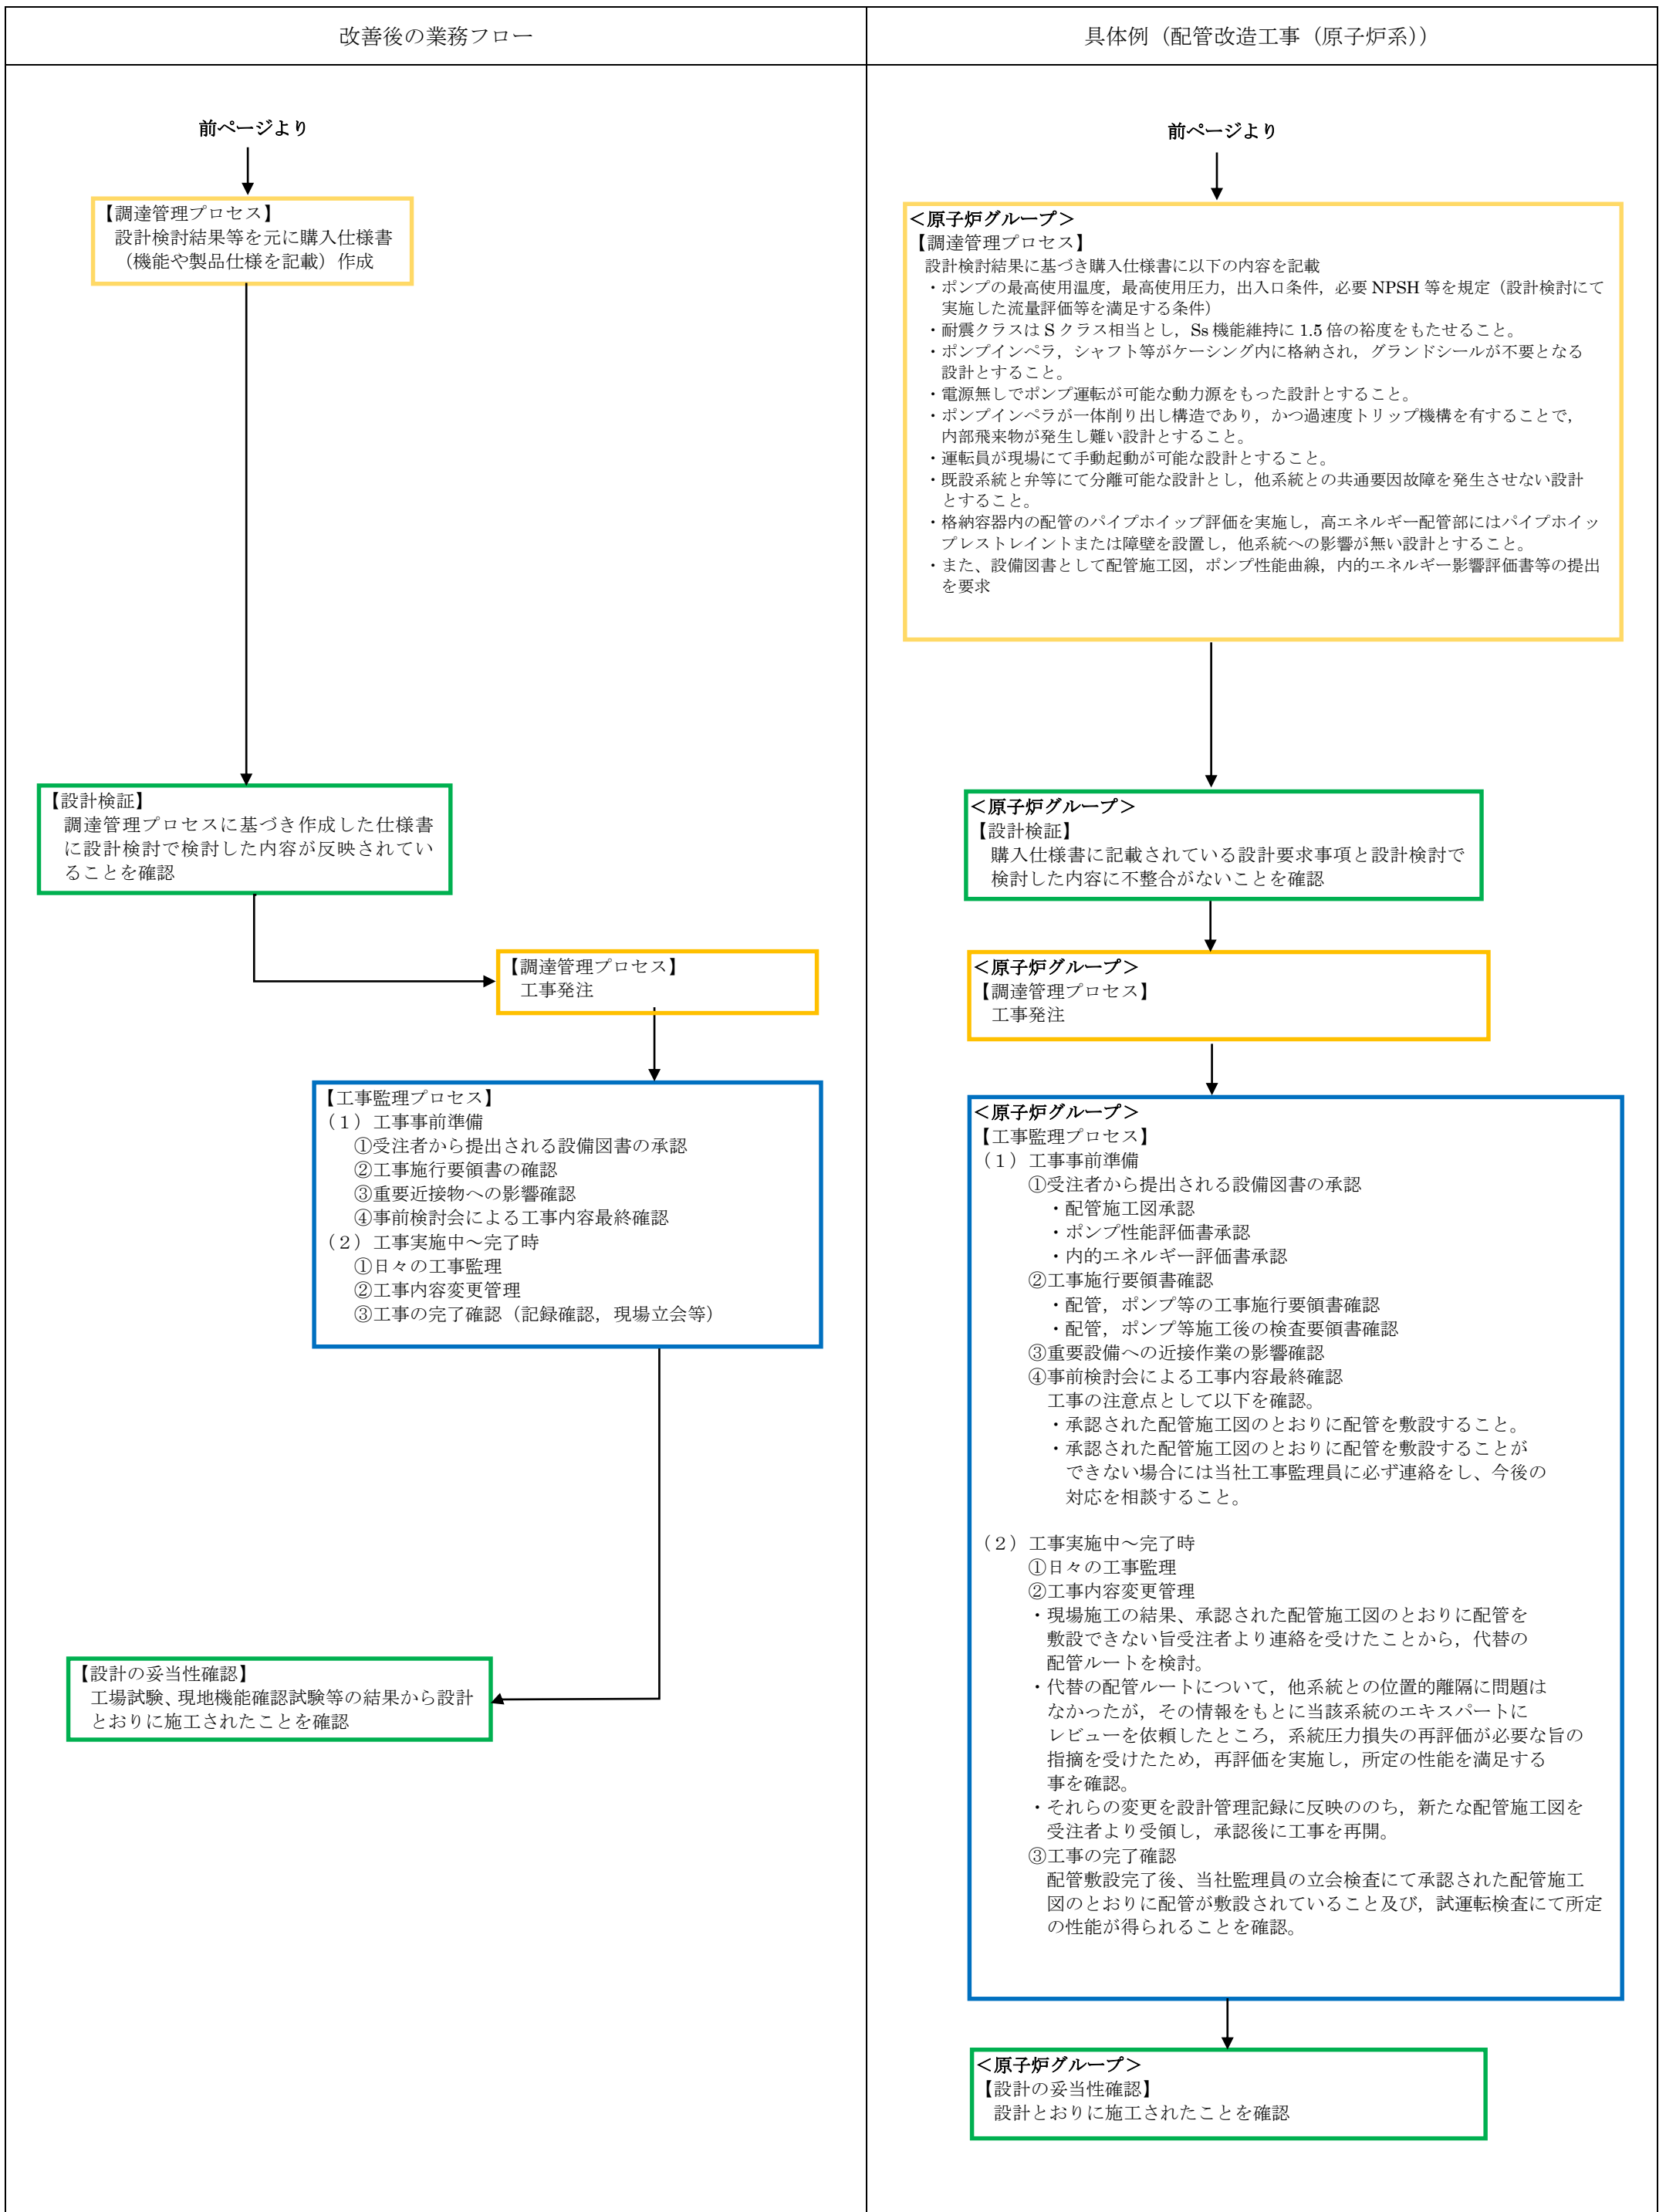 改善後の業務フロー
具体例（配管改造工事（原子炉系））
前ページより
【調達管理プロセス】
設計検討結果等を元に購入仕様書
（機能や製品仕様を記載）作成
【設計検証】
調達管理プロセスに基づき作成した仕様書
に設計検討で検討した内容が反映されてい
ることを確認
【調達管理プロセス】
工事発注
【工事監理プロセス】
（１）工事事前準備
①受注者から提出される設備図書の承認
②工事施行要領書の確認
③重要近接物への影響確認
④事前検討会による工事内容最終確認
（２）工事実施中～完了時
①日々の工事監理
②工事内容変更管理
③工事の完了確認（記録確認，現場立会等）
【設計の妥当性確認】
工場試験、現地機能確認試験等の結果から設計
とおりに施工されたことを確認
前ページより
＜原子炉グループ＞
【調達管理プロセス】
設計検討結果に基づき購入仕様書に以下の内容を記載
・ポンプの最高使用温度，最高使用圧力，出入口条件，必要 NPSH 等を規定（設計検討にて
実施した流量評価等を満足する条件）
・耐震クラスは S クラス相当とし，Ss 機能維持に 1.5 倍の裕度をもたせること。
・ポンプインペラ，シャフト等がケーシング内に格納され，グランドシールが不要となる
設計とすること。
・電源無しでポンプ運転が可能な動力源をもった設計とすること。
・ポンプインペラが一体削り出し構造であり，かつ過速度トリップ機構を有することで，
内部飛来物が発生し難い設計とすること。
・運転員が現場にて手動起動が可能な設計とすること。
・既設系統と弁等にて分離可能な設計とし，他系統との共通要因故障を発生させない設計
とすること。
・格納容器内の配管のパイプホイップ評価を実施し，高エネルギー配管部にはパイプホイッ
プレストレイントまたは障壁を設置し，他系統への影響が無い設計とすること。
・また、設備図書として配管施工図，ポンプ性能曲線，内的エネルギー影響評価書等の提出
を要求
＜原子炉グループ＞
【設計検証】
購入仕様書に記載されている設計要求事項と設計検討で
検討した内容に不整合がないことを確認
＜原子炉グループ＞
【調達管理プロセス】
工事発注
＜原子炉グループ＞
【工事監理プロセス】
（１）工事事前準備
①受注者から提出される設備図書の承認
・配管施工図承認
・ポンプ性能評価書承認
・内的エネルギー評価書承認
②工事施行要領書確認
・配管，ポンプ等の工事施行要領書確認
・配管，ポンプ等施工後の検査要領書確認
③重要設備への近接作業の影響確認
④事前検討会による工事内容最終確認
工事の注意点として以下を確認。
・承認された配管施工図のとおりに配管を敷設すること。
・承認された配管施工図のとおりに配管を敷設することが
できない場合には当社工事監理員に必ず連絡をし、今後の
対応を相談すること。
（２）工事実施中～完了時
①日々の工事監理
②工事内容変更管理
・現場施工の結果、承認された配管施工図のとおりに配管を
敷設できない旨受注者より連絡を受けたことから，代替の
配管ルートを検討。
・代替の配管ルートについて，他系統との位置的離隔に問題は
なかったが，その情報をもとに当該系統のエキスパートに
レビューを依頼したところ，系統圧力損失の再評価が必要な旨の
指摘を受けたため，再評価を実施し，所定の性能を満足する
事を確認。
・それらの変更を設計管理記録に反映ののち，新たな配管施工図を
受注者より受領し，承認後に工事を再開。
③工事の完了確認
配管敷設完了後、当社監理員の立会検査にて承認された配管施工
図のとおりに配管が敷設されていること及び，試運転検査にて所定
の性能が得られることを確認。
＜原子炉グループ＞
【設計の妥当性確認】
設計とおりに施工されたことを確認